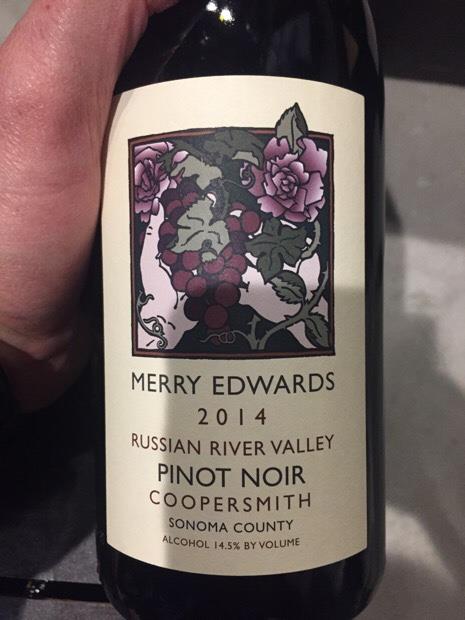 MERRY EDWARDS
2014
RUSSIAN RIVER VALLEY
PINOT NOIR
COOPERSMITH
SONOMA COUNTY
ALCOHOL 14.5% BY VOLUME